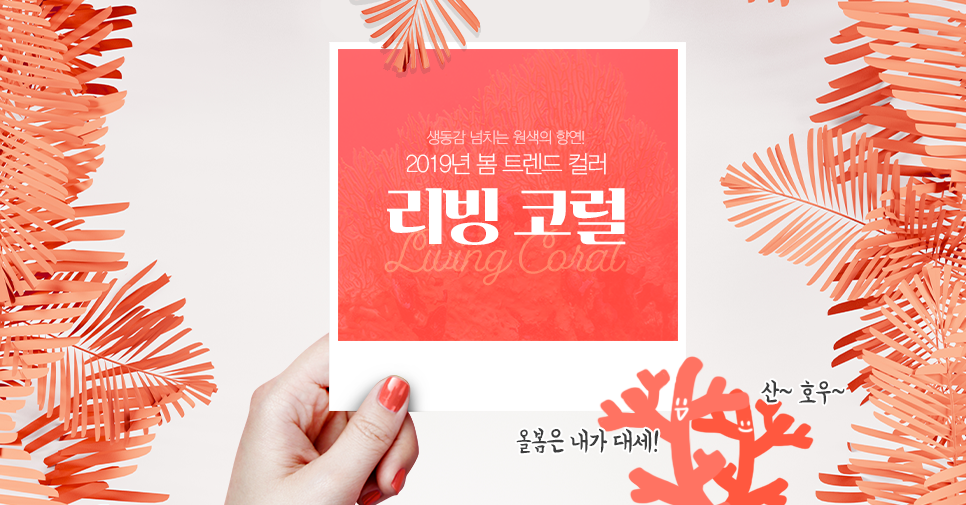 생동감 넘치는 원색의 향연!
2019년 봄 트렌드 컬러
리빙 코럴
Living Coral
산~ 호우~
올봄은 내가 대세!